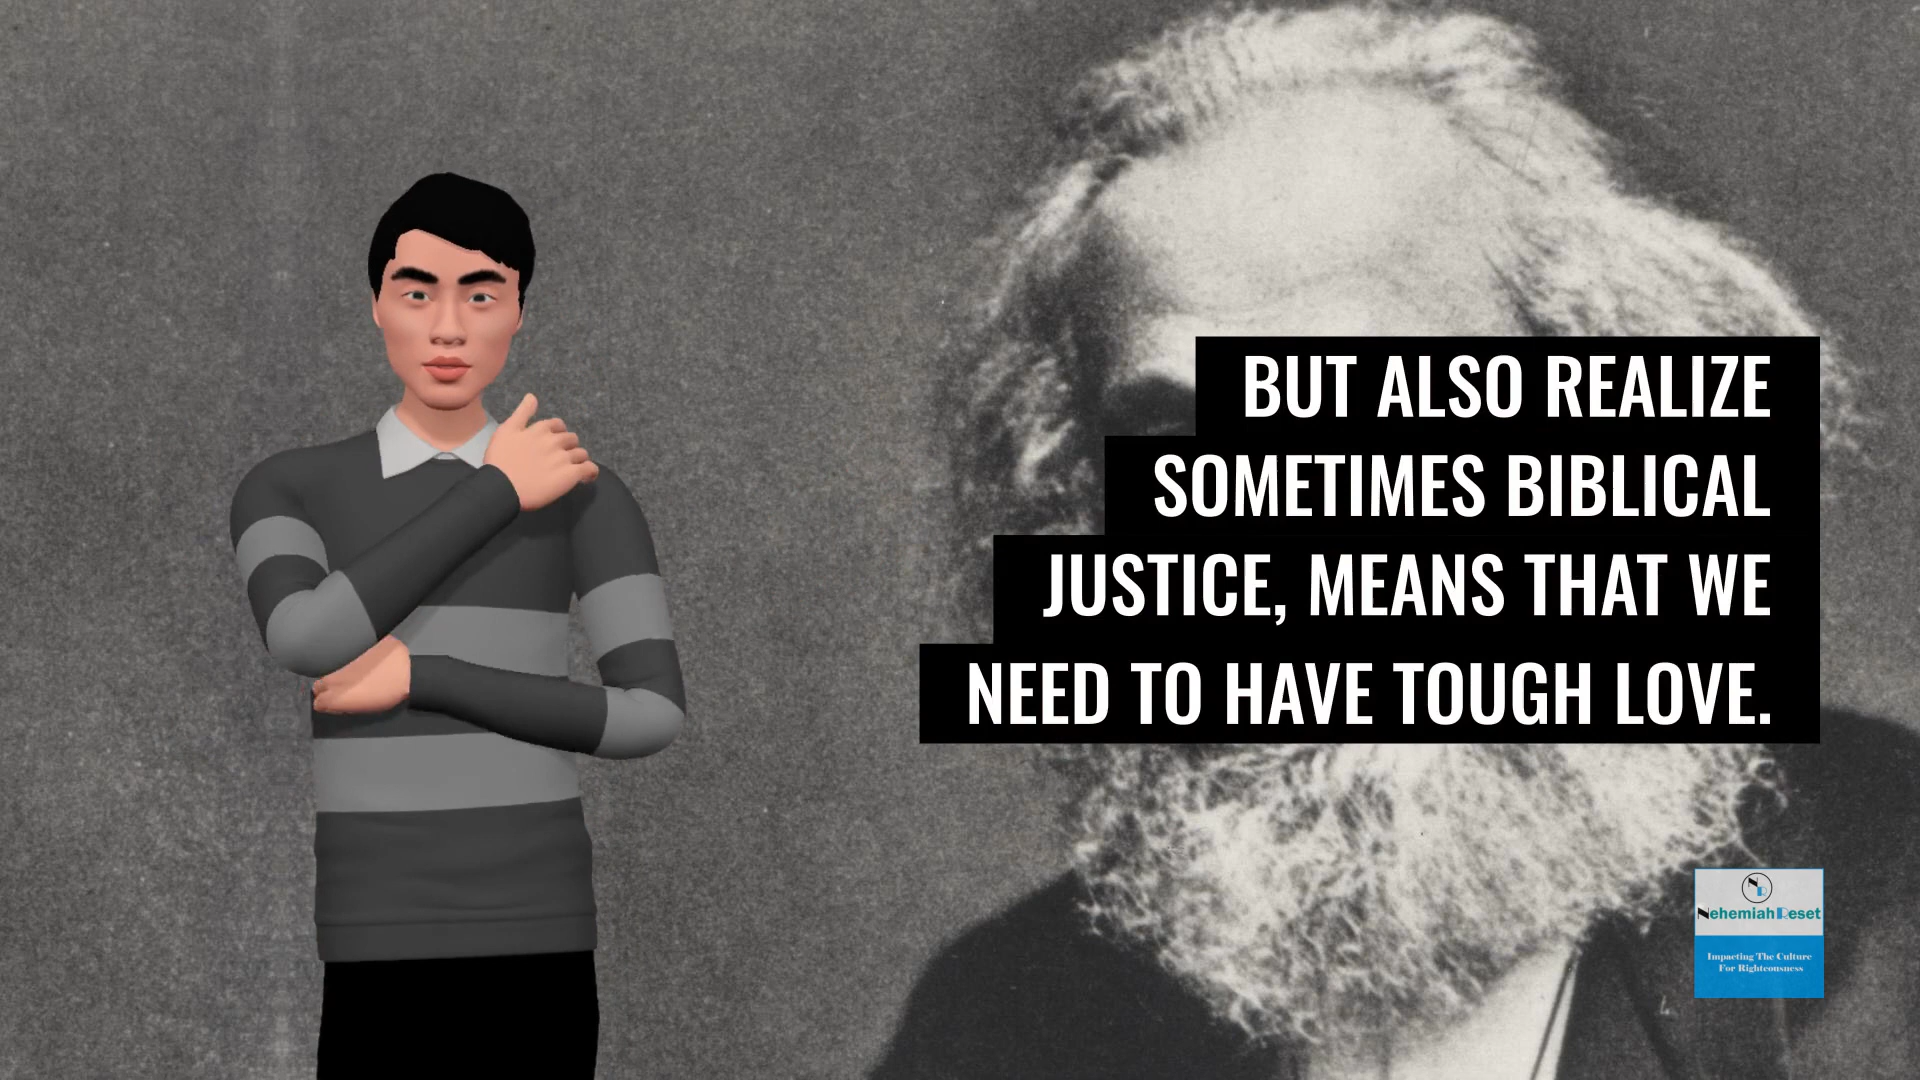 BUT ALSO REALIZE
SOMETIMES BIBLICAL
JUSTICE, MEANS THAT WE
NEED TO HAVE TOUGH LOVE.
NR
NehemiahReset
Impacting The Culture
For Righteousness